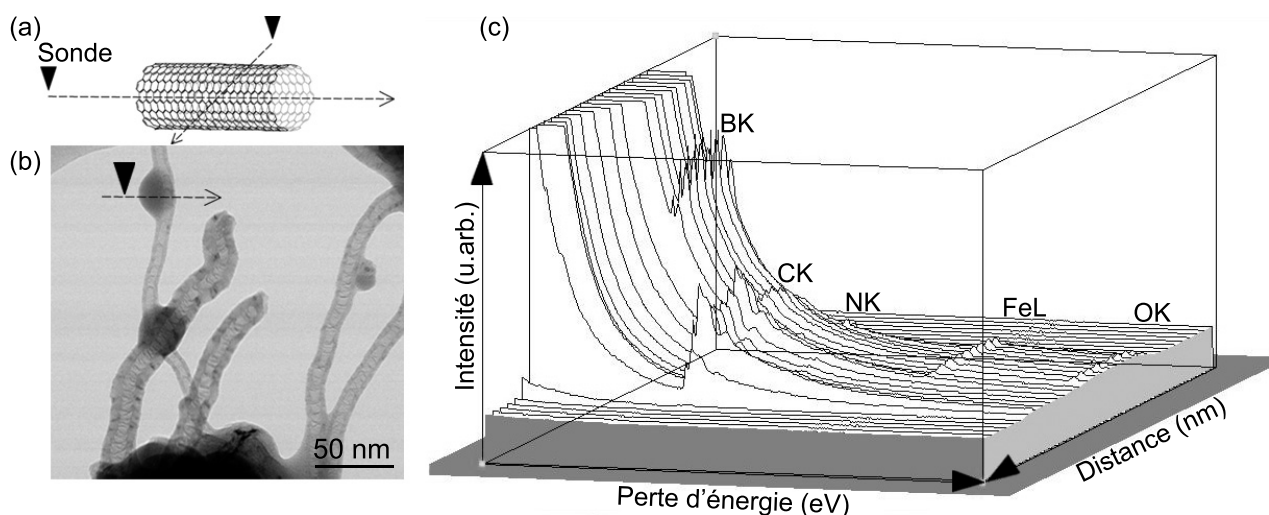 (a)
Sonde
(b)
50 nm
(c)
BK
CK
NK
FeL
OK
Intensité (u.arb.)
Perte d'énergie (eV)
Distance (nm)